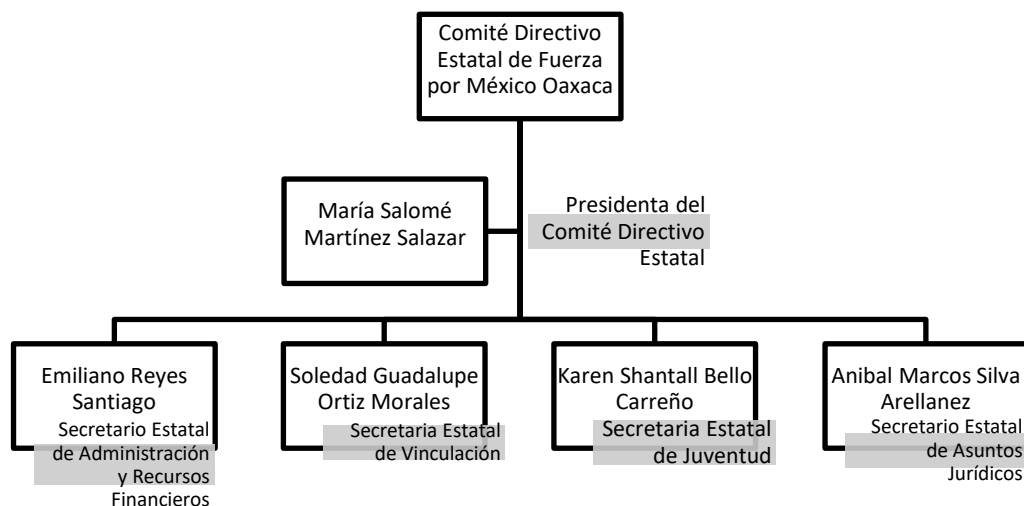 Comité Directivo
Estatal de Fuerza
por México Oaxaca
María Salomé
Martínez Salazar
Presidenta del
Comité Directivo
Estatal
Emiliano Reyes
Santiago
Secretario Estatal
de Administración
y Recursos
Financieros
Soledad Guadalupe
Ortiz Morales
Secretaria Estatal
de Vinculación
Karen Shantall Bello
Carreño
Secretaria Estatal
de Juventud
Anibal Marcos Silva
Arellanez
Secretario Estatal
de Asuntos
Jurídicos